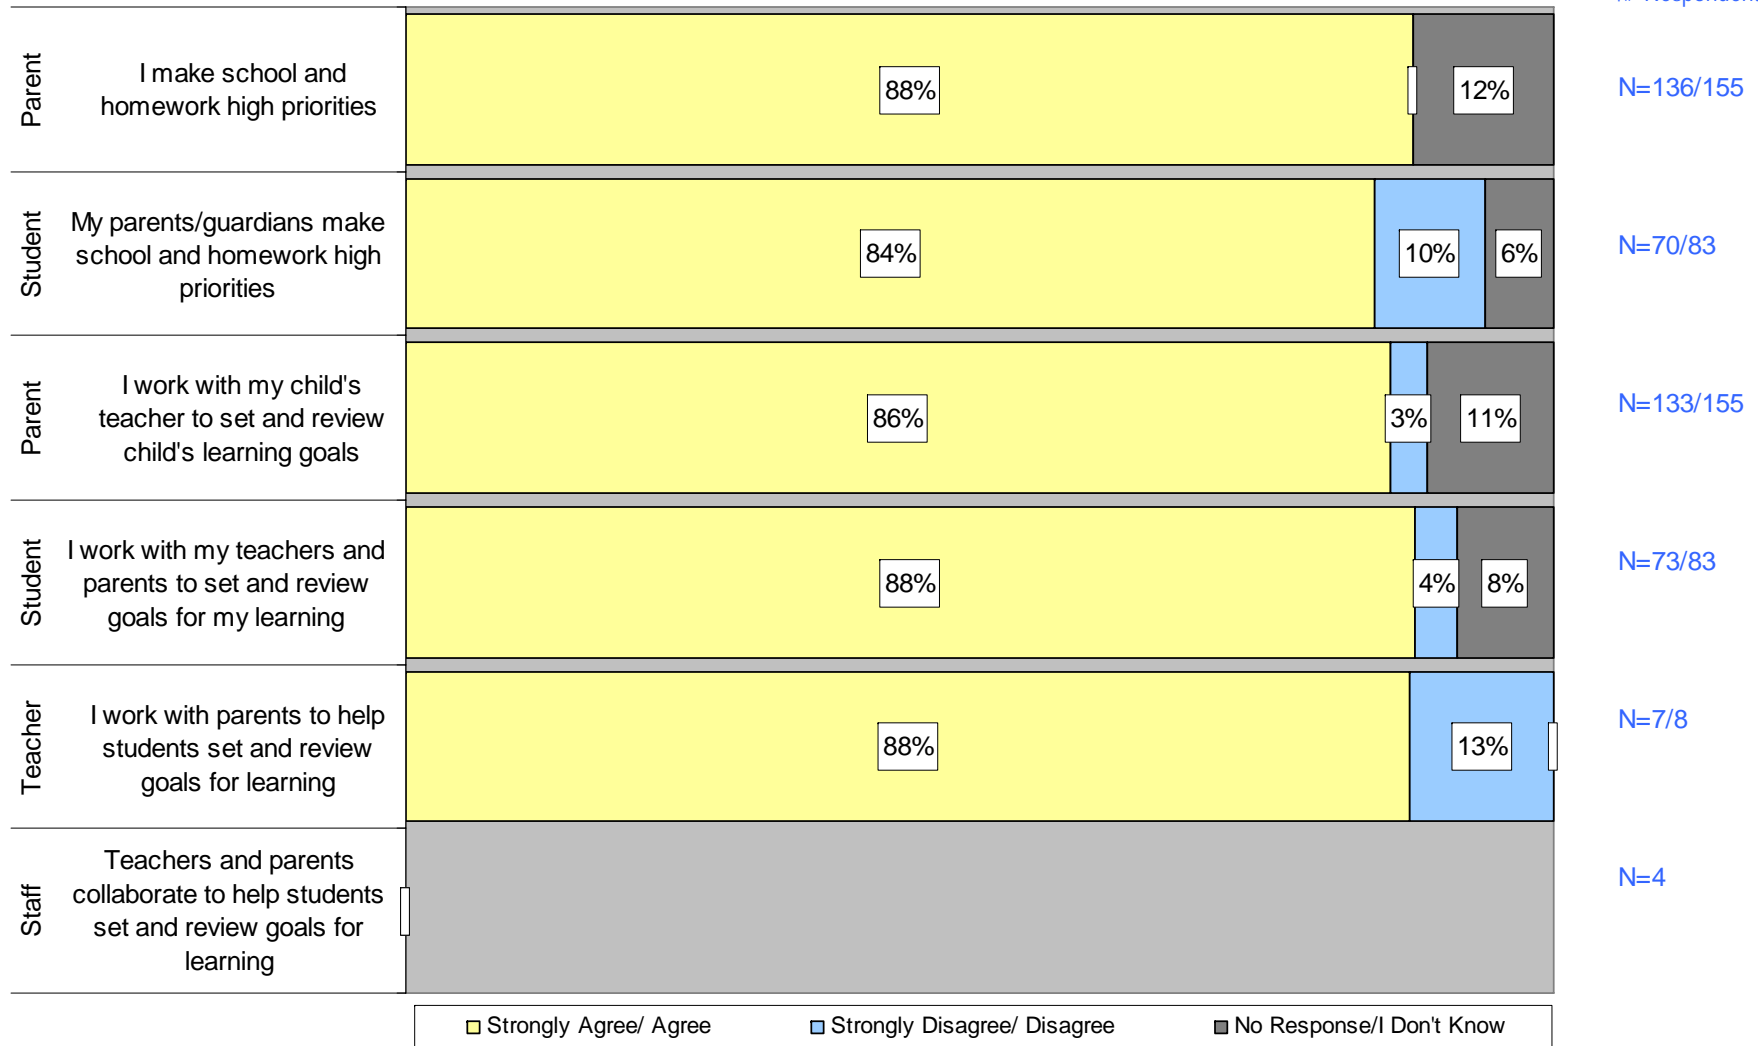 Parent
I make school and
homework high priorities
88%
12%
N=136/155
Student
My parents/guardians make
school and homework high
priorities
84%
10%
6%
N=70/83
Parent
I work with my child's
teacher to set and review
child's learning goals
86%
3%
11%
N=133/155
Student
I work with my teachers and
parents to set and review
goals for my learning
88%
4%
8%
N=73/83
Teacher
I work with parents to help
students set and review
goals for learning
88%
13%
N=7/8
Staff
Teachers and parents
collaborate to help students
set and review goals for
learning
N=4
Strongly Agree/ Agree
Strongly Disagree/ Disagree
No Response/I Don't Know